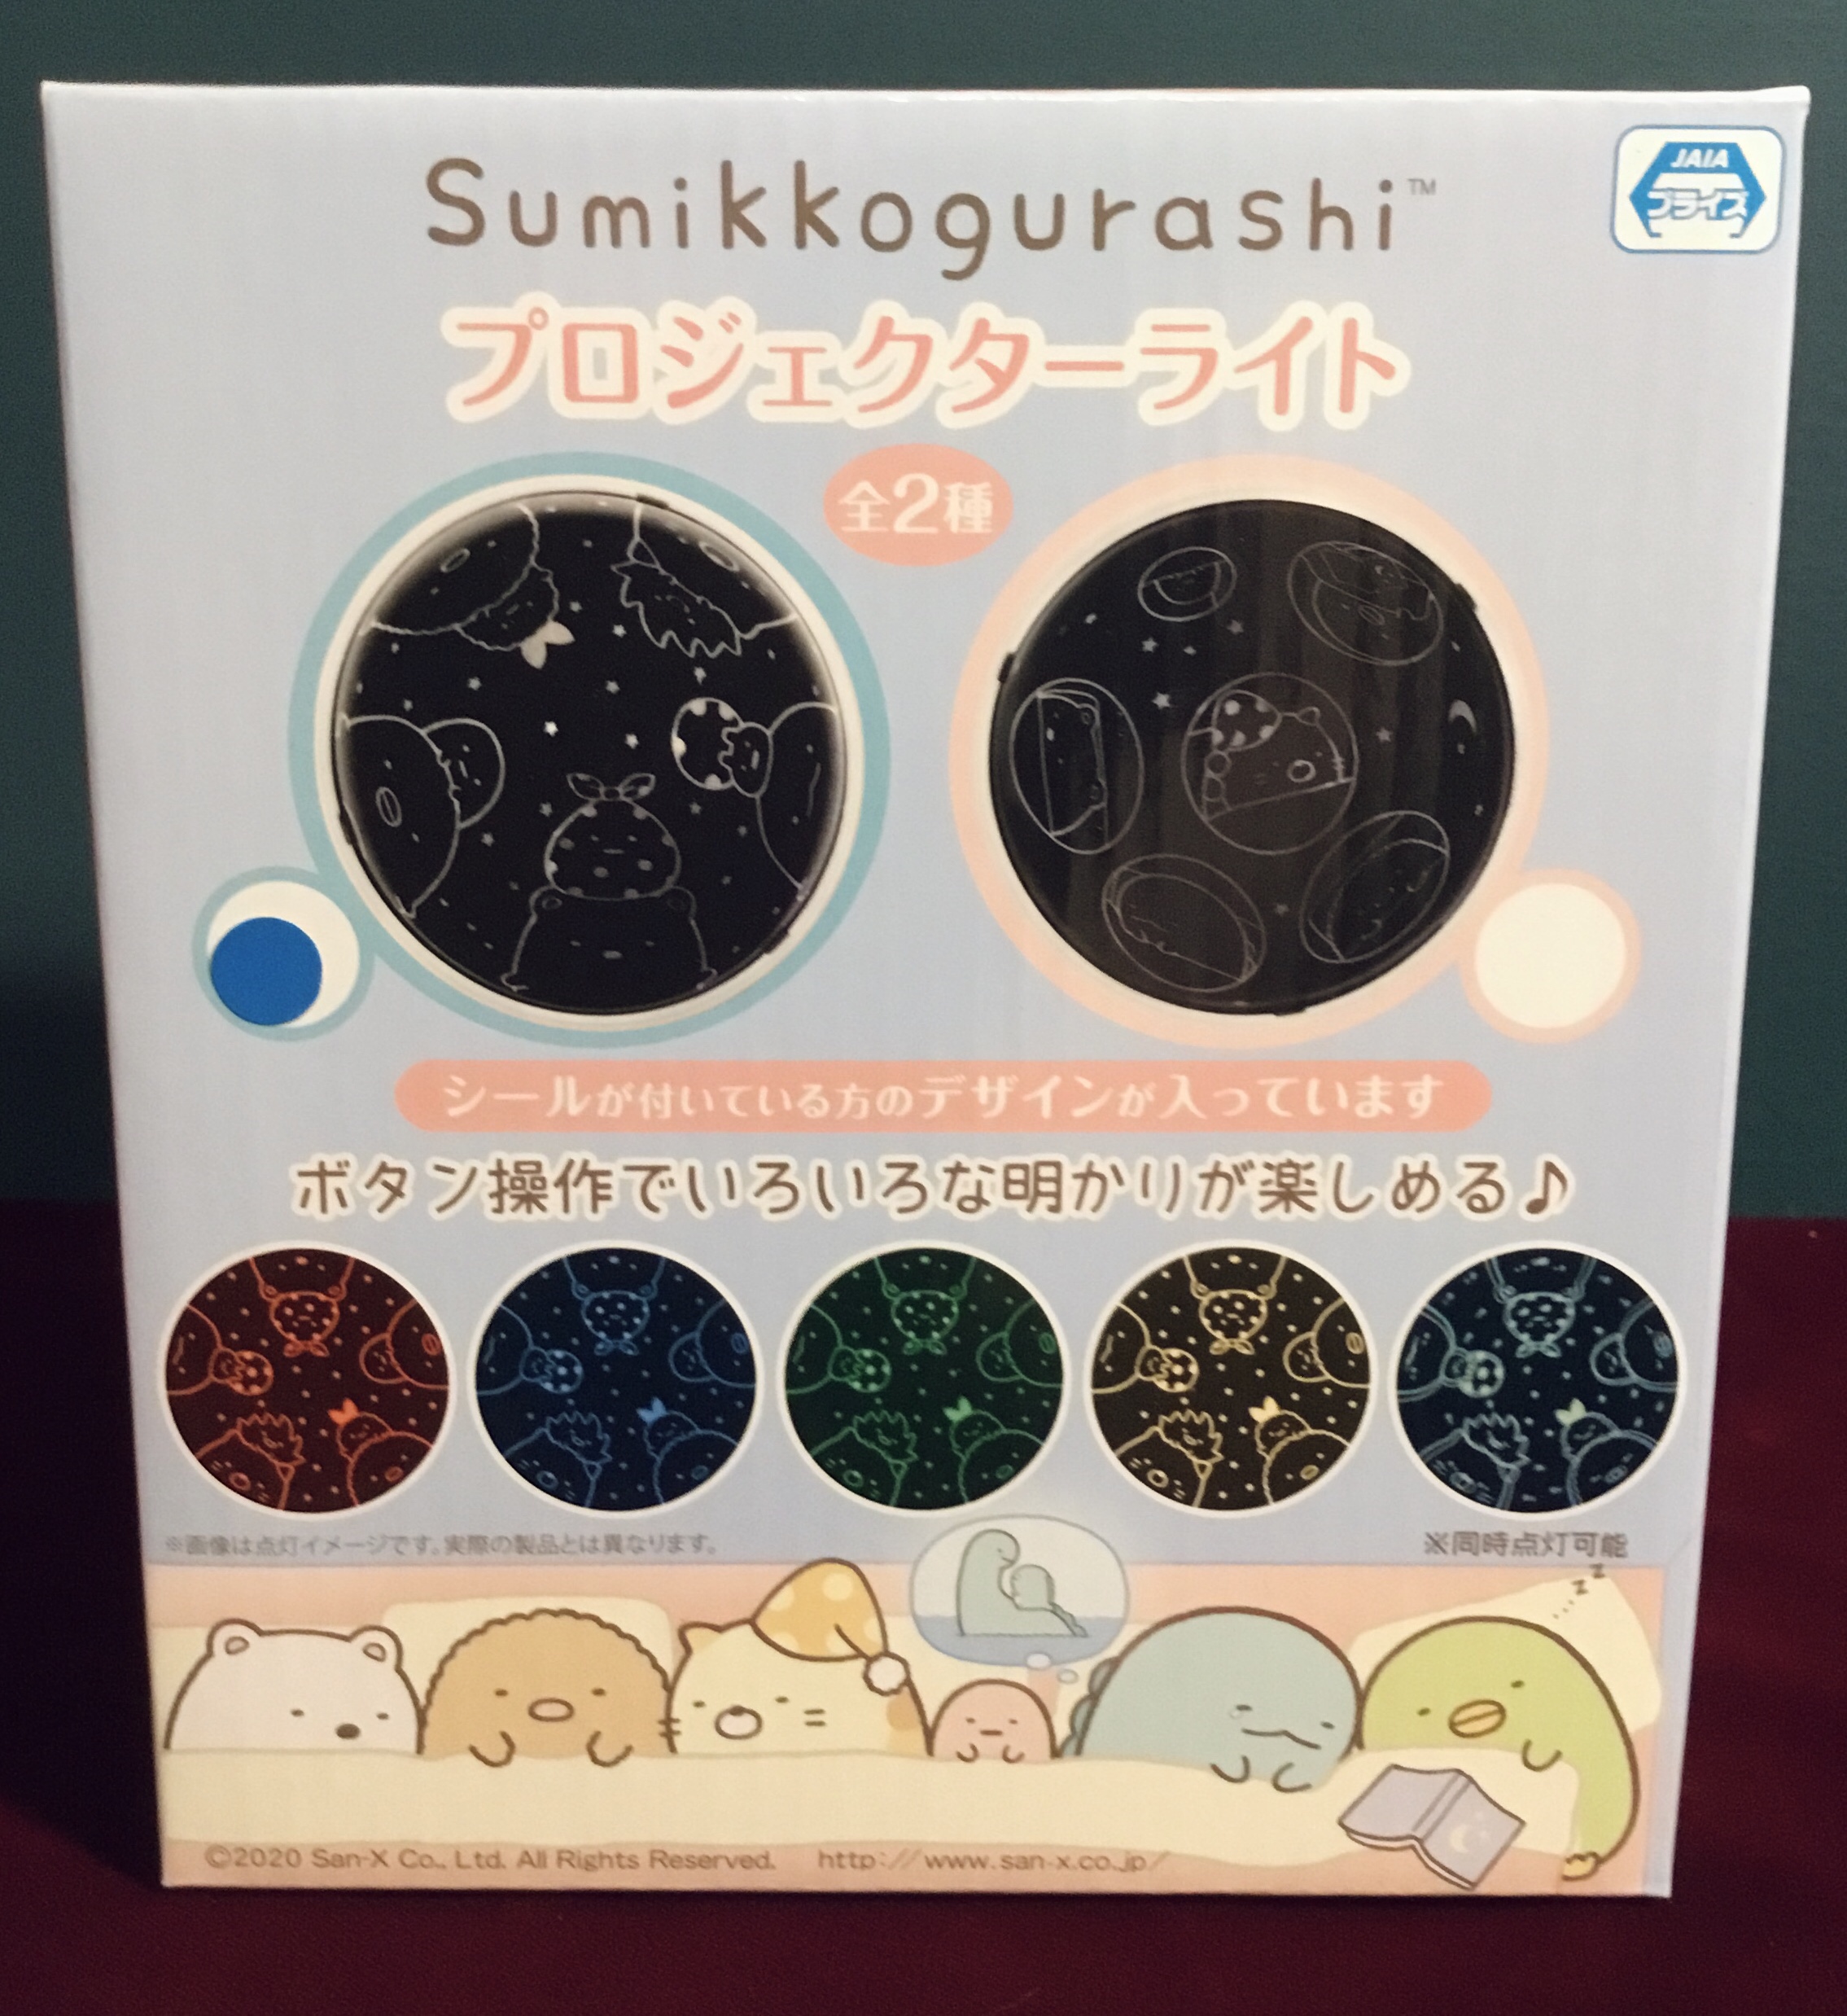 JAIA
プライズ
Sumikkogurashi™
プロジェクターライト
全2種
シールが付いている方のデザインが入っています
ボタン操作でいろいろな明かりが楽しめる♪
※画像は点灯イメージです。実際の製品とは異なります。
※同時点灯可能
zz
©2020 San-X Co., Ltd. All Rights Reserved. http://www.san-x.co.jp/